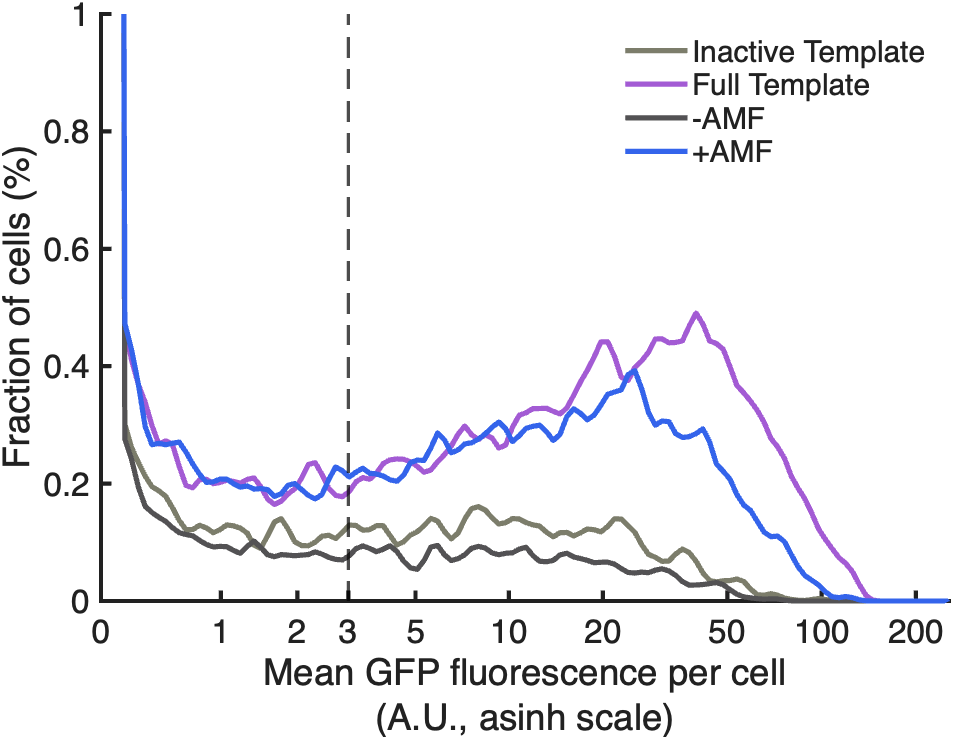 Fraction of cells (%)
1
0.8
0.6
0.4
0.2
0
Inactive Template
Full Template
-AMF
+AMF
0 1 2 3 5 10 20 50 100 200
Mean GFP fluorescence per cell
(A.U., asinh scale)